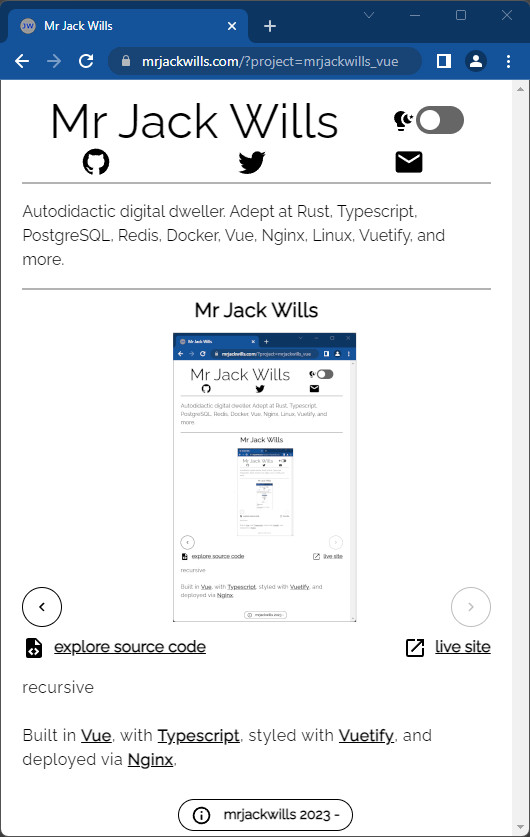 JW Mr Jack Wills
mrjackwills.com/?project=mrjackwills_vue
Mr Jack Wills
Autodidactic digital dweller. Adept at Rust, Typescript,
PostgreSQL, Redis, Docker, Vue, Nginx, Linux, Vuetify, and
more.
Mr Jack Wills
Mr Jack Wills
mrjackwills.com/?project=mrjackwills_vue
Mr Jack Wills
Autodidactic digital dweller. Adept at Rust, Typescript,
PostgreSQL, Redis, Docker, Vue, Nginx, Linux, Vuetify, and
more.
Mr Jack Wills
explore source code
live site
recursive
Built in Vue, with Typescript, styled with Vuetify, and
deployed via Nginx.
mrjackwills 2023 -
explore source code
live site
recursive
Built in Vue, with Typescript, styled with Vuetify, and
deployed via Nginx.
mrjackwills 2023 -